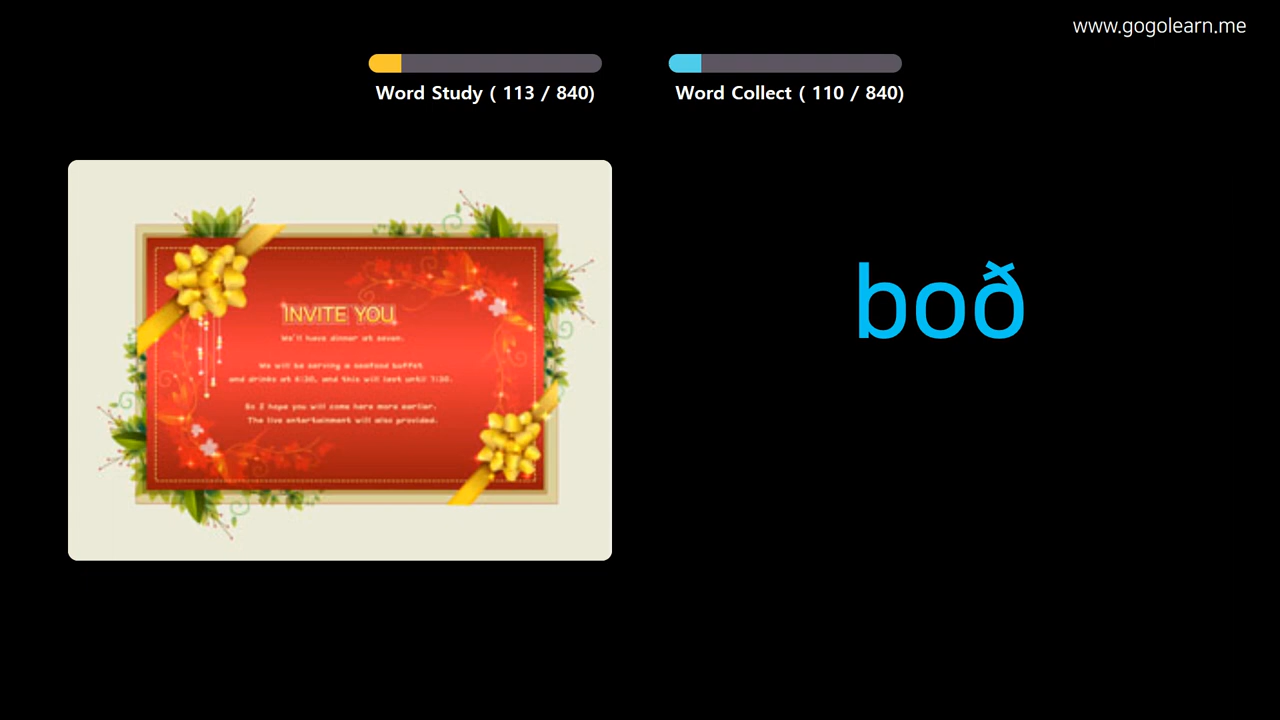 www.gogolearn.me
Word Study ( 113 / 840)
Word Collect ( 110 / 840)
INVITE YOU
We'll have dinner at seven.
We will be serving a seafood buffet
and drinks at 6:30, and this will last until 7:30.
So I hope you will come here more earlier.
The live entertainment will also provided.
boð